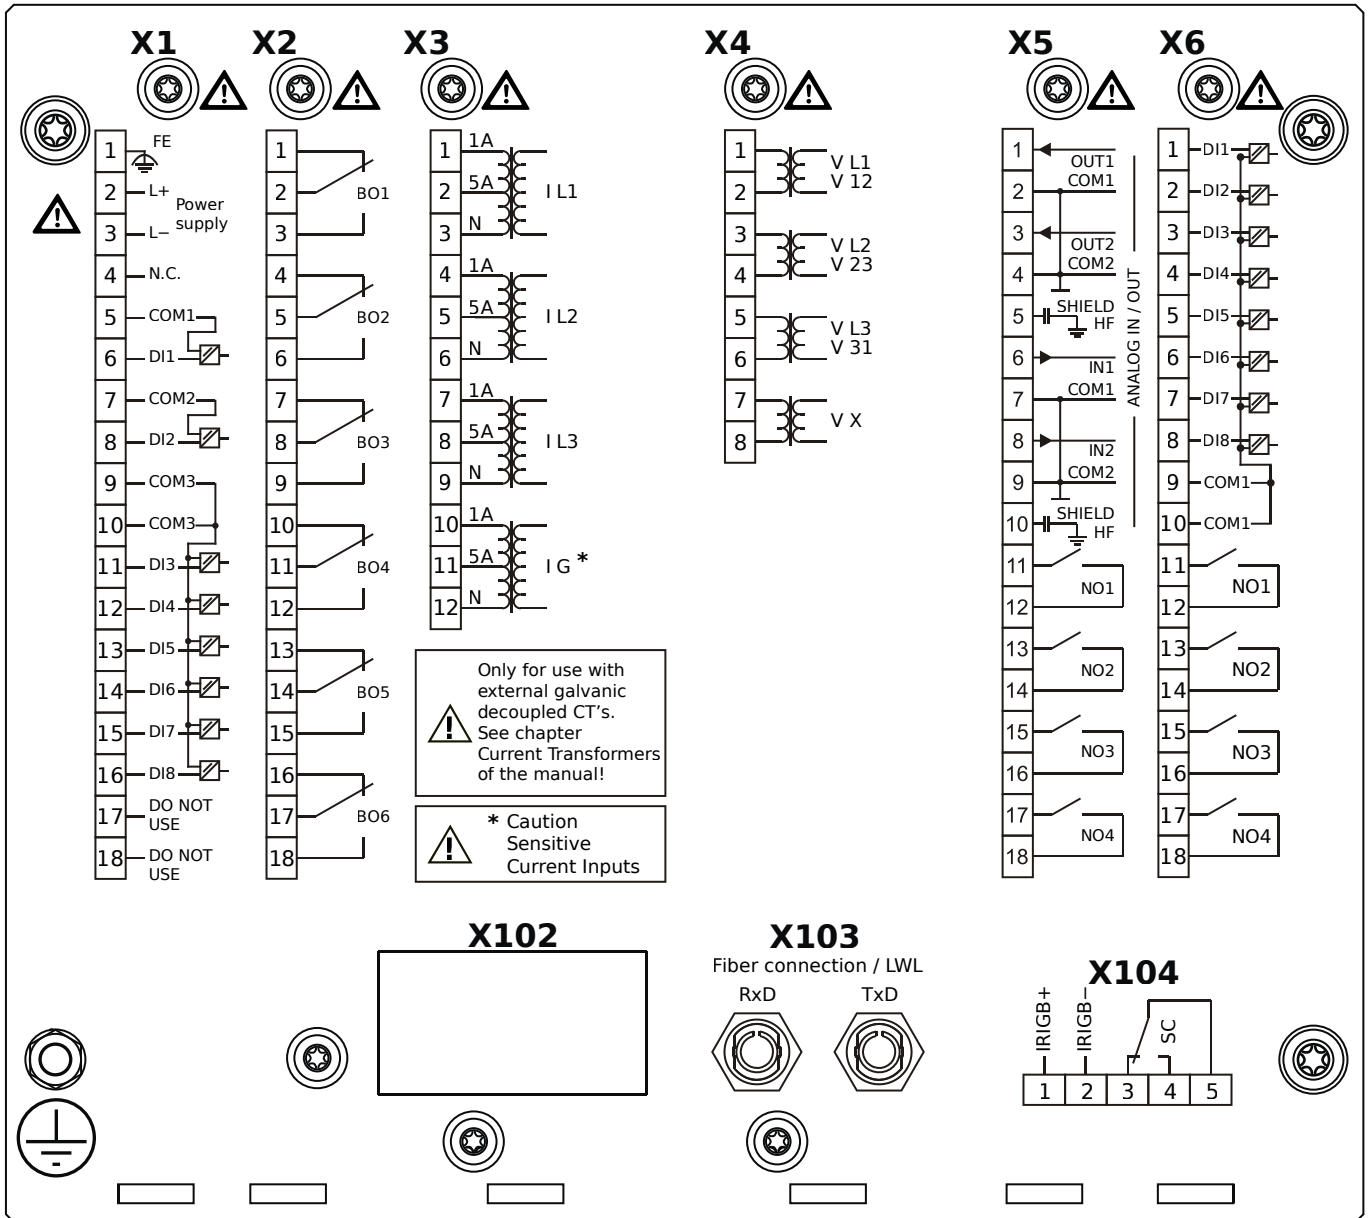 X1 X2 X3 X4 X5 X6
1 FE
2 L+
Power
supply
3 L−
4 N.C.
5 COM1
6 DI1
7 COM2
8 DI2
9 COM3
10 COM3
11 DI3
12 DI4
13 DI5
14 DI6
15 DI7
16 DI8
17 DO NOT
USE
18 DO NOT
USE
1
2 BO1
3
4
5 BO2
6
7
8 BO3
9
10
11 BO4
12
13
14 BO5
15
16
17 BO6
18
1 1A
2 5A I L1
3 N
4 1A
5 5A I L2
6 N
7 1A
8 5A I L3
9 N
10 1A
11 5A I G *
12 N
Only for use with
external galvanic
decoupled CT's.
See chapter
Current Transformers
of the manual!
* Caution
Sensitive
Current Inputs
1 V L1
2 V 12
3 V L2
4 V 23
5 V L3
6 V 31
7 V X
8
1 OUT1
2 COM1
3 OUT2
4 COM2
5 SHIELD
HF
6 IN1
7 COM1
8 IN2
9 COM2
10 SHIELD
HF
ANALOG IN / OUT
11
NO1
12
13
NO2
14
15
NO3
16
17
NO4
18
1 DI1
2 DI2
3 DI3
4 DI4
5 DI5
6 DI6
7 DI7
8 DI8
9 COM1
10 COM1
11
NO1
12
13
NO2
14
15
NO3
16
17
NO4
18
X102
X103
Fiber connection / LWL
RxD TxD
X104
IRIGB+ IRIGB− SC
1 2 3 4 5